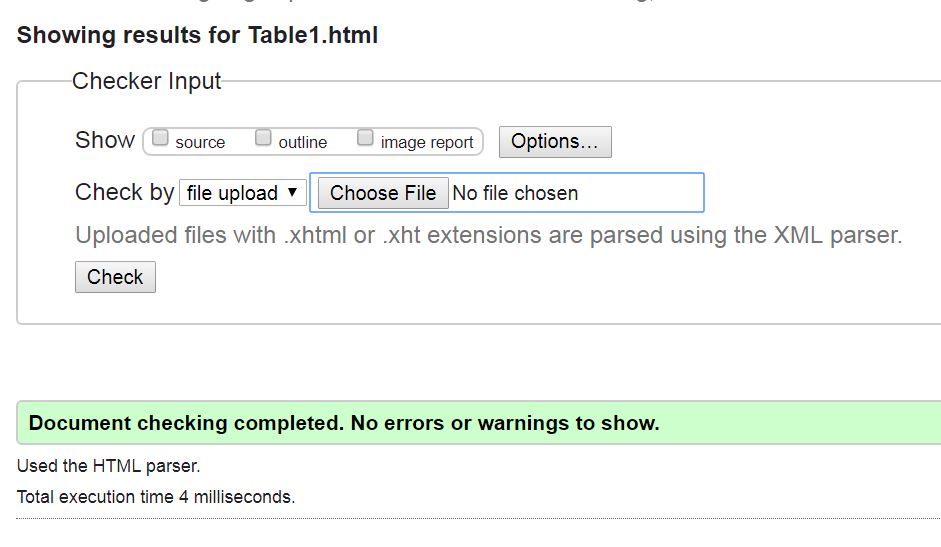 Showing results for Table1.html
Checker Input
Show source outline image report Options...
Check by file upload Choose File No file chosen
Uploaded files with .xhtml or .xht extensions are parsed using the XML parser.
Check
Document checking completed. No errors or warnings to show.
Used the HTML parser.
Total execution time 4 milliseconds.